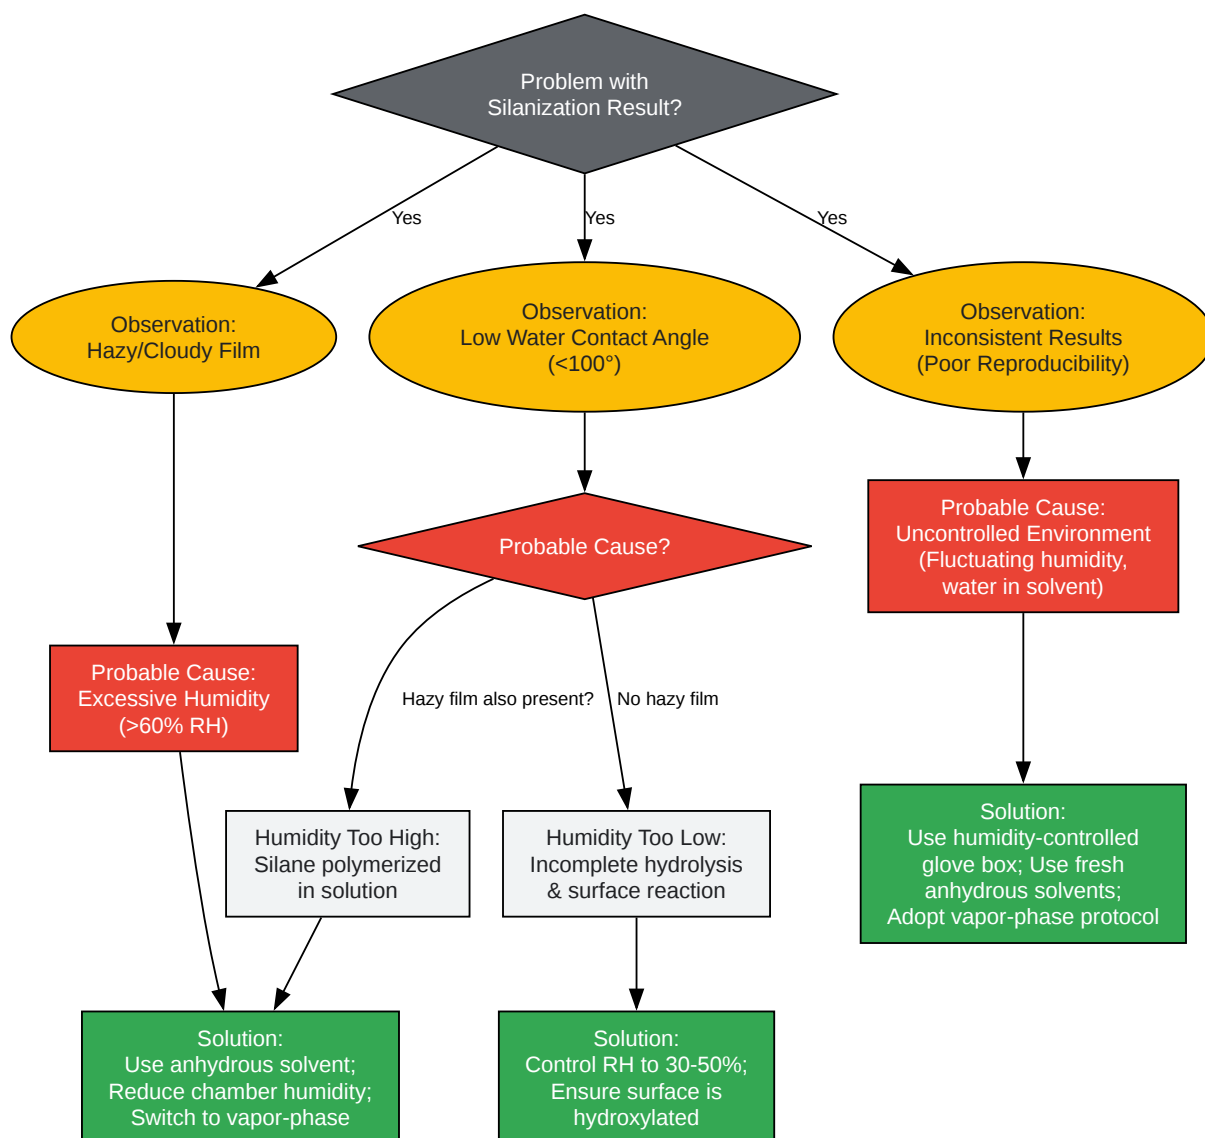 Problem with
Silanization Result?
Yes
Yes
Yes
Observation:
Hazy/Cloudy Film
Observation:
Low Water Contact Angle
(<100°)
Observation:
Inconsistent Results
(Poor Reproducibility)
Probable Cause?
Probable Cause:
Uncontrolled Environment
(Fluctuating humidity,
water in solvent)
Probable Cause:
Excessive Humidity
(>60% RH)
Hazy film also present?
No hazy film
Humidity Too High:
Silane polymerized
in solution
Humidity Too Low:
Incomplete hydrolysis
& surface reaction
Solution:
Use humidity-controlled
glove box; Use fresh
anhydrous solvents;
Adopt vapor-phase protocol
Solution:
Use anhydrous solvent;
Reduce chamber humidity;
Switch to vapor-phase
Solution:
Control RH to 30-50%;
Ensure surface is
hydroxylated